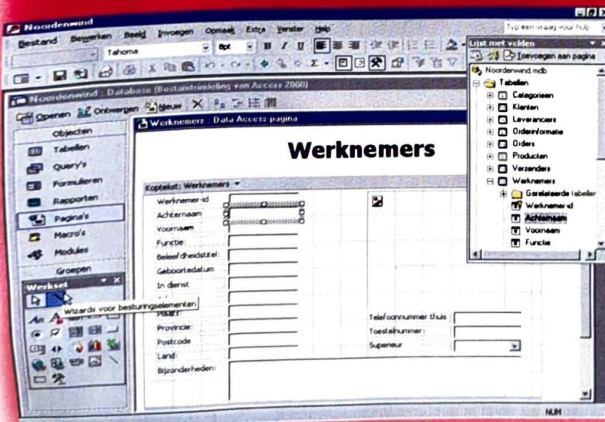 Noordenwind
Bestand Bewerken Beeld Invoegen Opmaak Extra Venster Help
Typ een vraag voor hulp
Tahoma 8pt B I U
Noordenwind : Database (Bestandsindeling van Access 2000)
Openen Ontwerpen Nieuw
Objecten
Tabellen
Query's
Formulieren
Rapporten
Pagina's
Macro's
Modules
Groepen
Werkset
Wizards voor besturingselementen
Werknemers : Data Access pagina
Werknemers
Koptekst: Werknemers
Werknemer-id
Achternaam
Voornaam
Functie:
Beleefdheidstitel:
Geboortedatum
In dienst
Plaats:
Provincie:
Postcode
Land:
Bijzonderheden:
Telefoonnummer thuis
Toestelnummer:
Superieur
Lijst met velden
Toevoegen aan pagina
Noordenwind.mdb
Tabellen
Categorieën
Klanten
Leveranciers
Orderinformatie
Orders
Producten
Verzenders
Werknemers
Gerelateerde tabellen
Werknemer-id
Achternaam
Voornaam
Functie
NUM